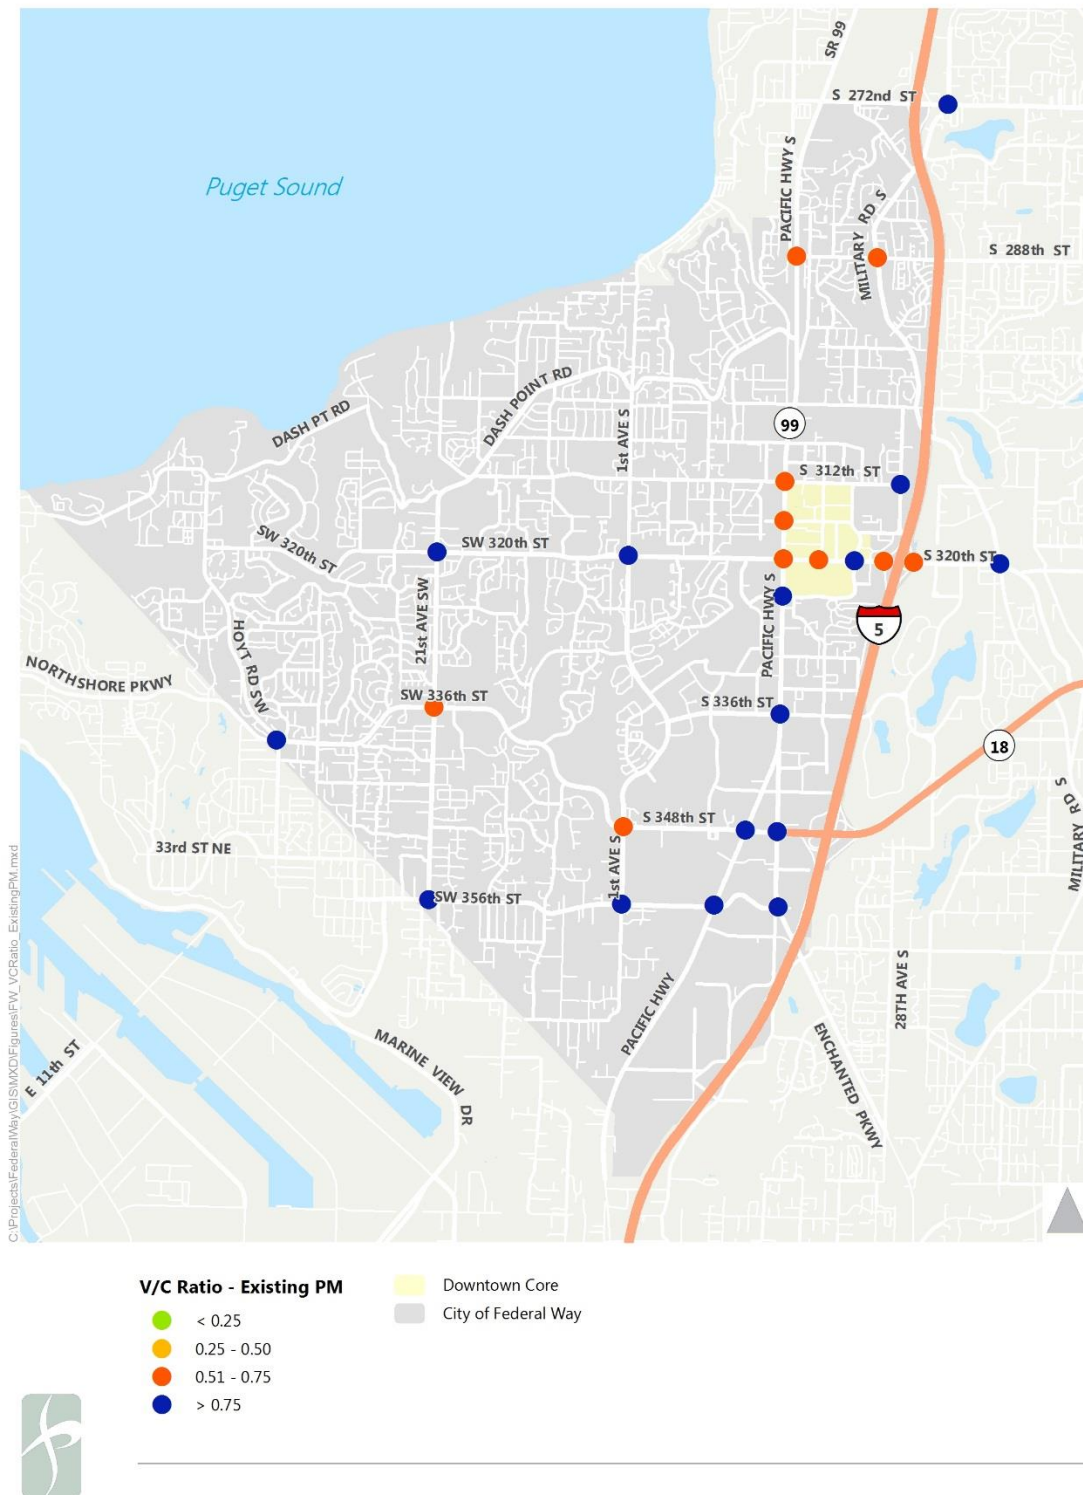 SR 99
S 272nd ST
Puget Sound
PACIFIC HWY S
MILITARY RD S
S 288th ST
DASH POINT RD
DASH PT RD
1st AVE S
99
S 312th ST
SW 320th ST
SW 320th ST
S 320th ST
21st AVE SW
PACIFIC HWY S
5
HOYT RD SW
NORTHSHORE PKWY
SW 336th ST
S 336th ST
18
MILITARY RD S
S 348th ST
33rd ST NE
1st AVE S
SW 356th ST
28TH AVE S
PACIFIC HWY
ENCHANTED PKWY
MARINE VIEW DR
E 11th ST
C:\Projects\FederalWay\GIS\MXD\Figures\FW_VCRatio_ExistingPM.mxd
V/C Ratio - Existing PM
< 0.25
0.25 - 0.50
0.51 - 0.75
> 0.75
Downtown Core
City of Federal Way